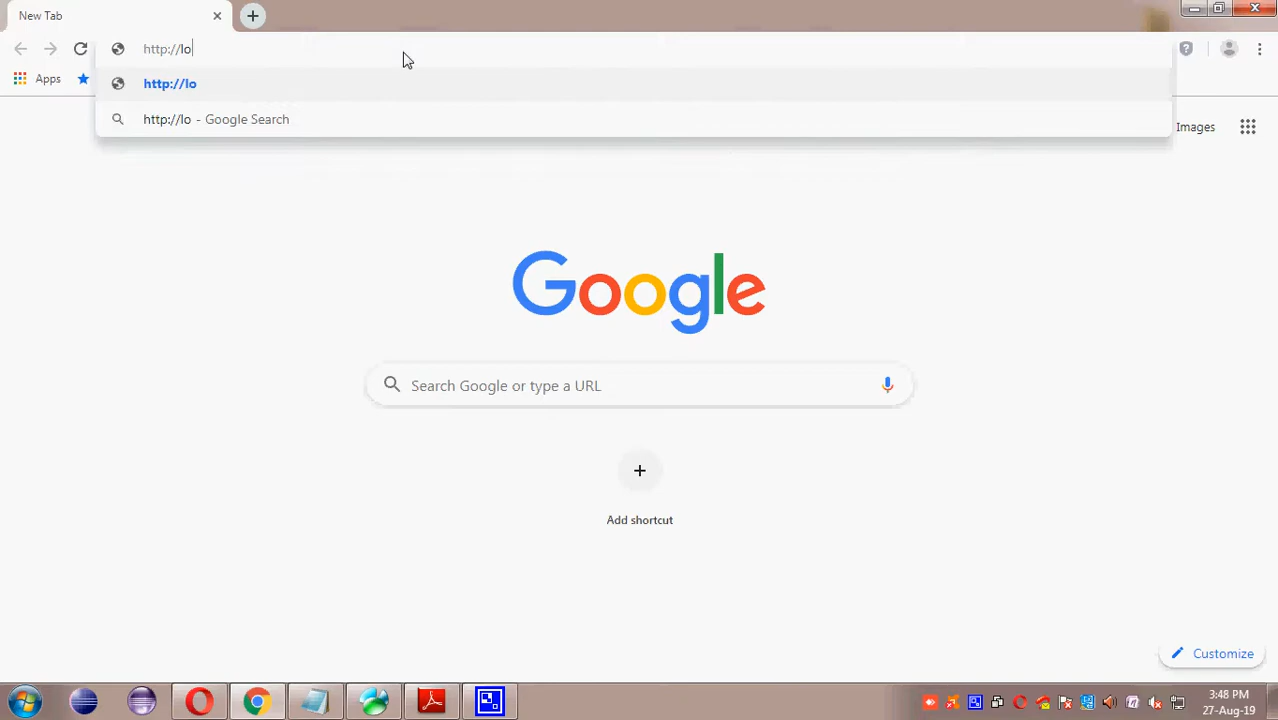 New Tab
http://lo
Apps
http://lo
http://lo - Google Search
Images
Google
Search Google or type a URL
Add shortcut
Customize
3:48 PM
27-Aug-19